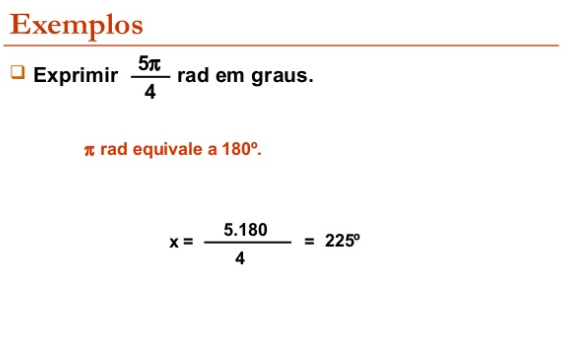 Exemplos
Exprimir 5π/4 rad em graus.
π rad equivale a 180º.
x = 5.180/4 = 225º